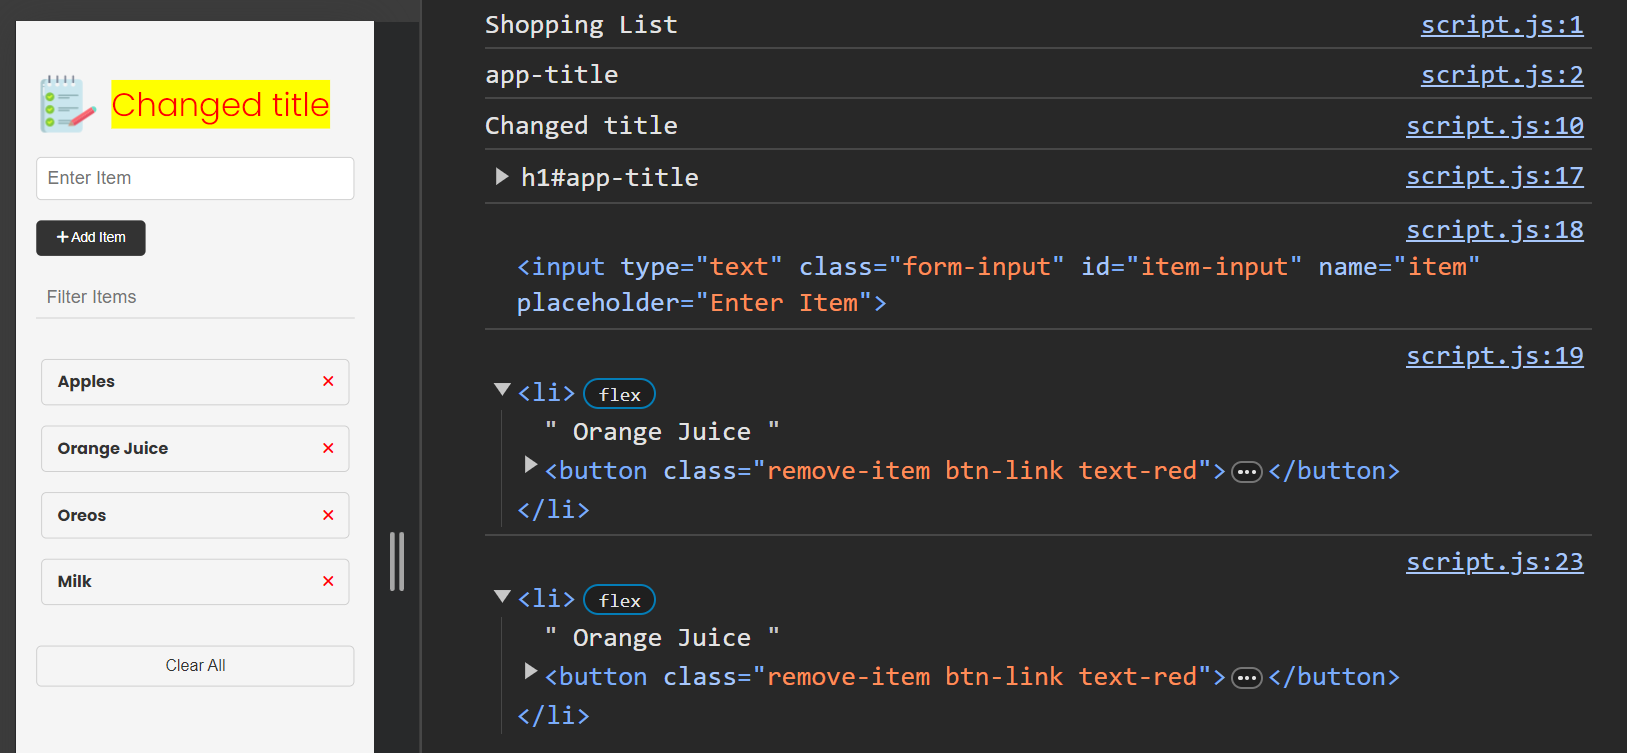 Changed title
Enter Item
+ Add Item
Filter Items
Apples ✕
Orange Juice ✕
Oreos ✕
Milk ✕
Clear All
Shopping List script.js:1
app-title script.js:2
Changed title script.js:10
▶ h1#app-title script.js:17
script.js:18
<input type="text" class="form-input" id="item-input" name="item"
placeholder="Enter Item">
script.js:19
▼ <li> flex
" Orange Juice "
▶ <button class="remove-item btn-link text-red"> ••• </button>
</li>
script.js:23
▼ <li> flex
" Orange Juice "
▶ <button class="remove-item btn-link text-red"> ••• </button>
</li>